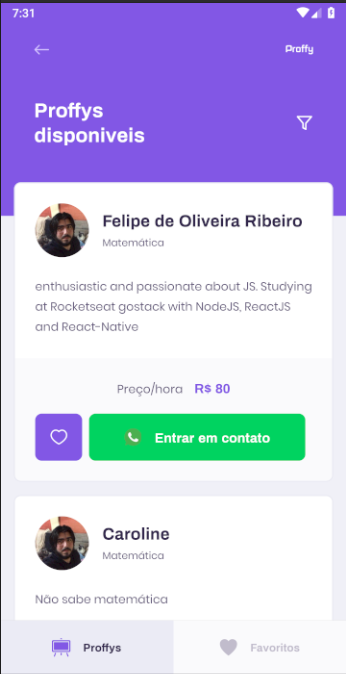 7:31
Proffy
Proffys
disponiveis
Felipe de Oliveira Ribeiro
Matemática
enthusiastic and passionate about JS. Studying
at Rocketseat gostack with NodeJS, ReactJS
and React-Native
Preço/hora R$ 80
Entrar em contato
Caroline
Matemática
Não sabe matemática
Proffys Favoritos